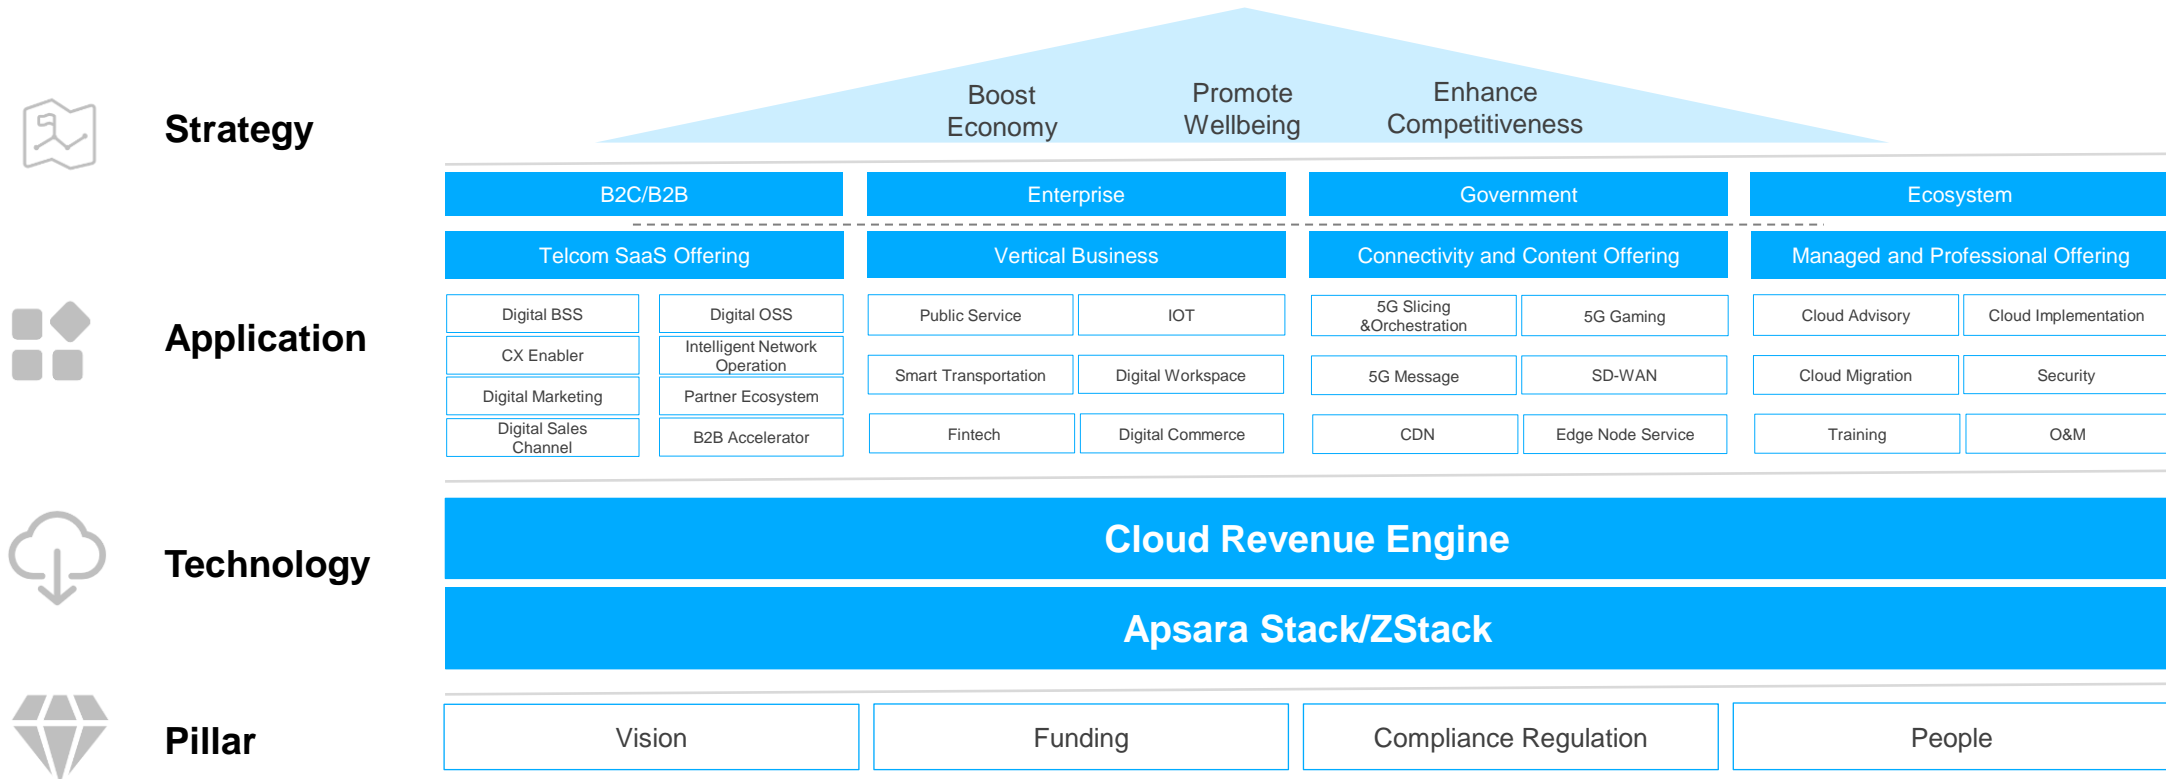 Strategy
Boost
Economy
Promote
Wellbeing
Enhance
Competitiveness
B2C/B2B
Enterprise
Government
Ecosystem
Telcom SaaS Offering
Vertical Business
Connectivity and Content Offering
Managed and Professional Offering
Application
Digital BSS
Digital OSS
CX Enabler
Intelligent Network
Operation
Digital Marketing
Partner Ecosystem
Digital Sales
Channel
B2B Accelerator
Public Service
IOT
Smart Transportation
Digital Workspace
Fintech
Digital Commerce
5G Slicing
&Orchestration
5G Gaming
5G Message
SD-WAN
CDN
Edge Node Service
Cloud Advisory
Cloud Implementation
Cloud Migration
Security
Training
O&M
Technology
Cloud Revenue Engine
Apsara Stack/ZStack
Pillar
Vision
Funding
Compliance Regulation
People